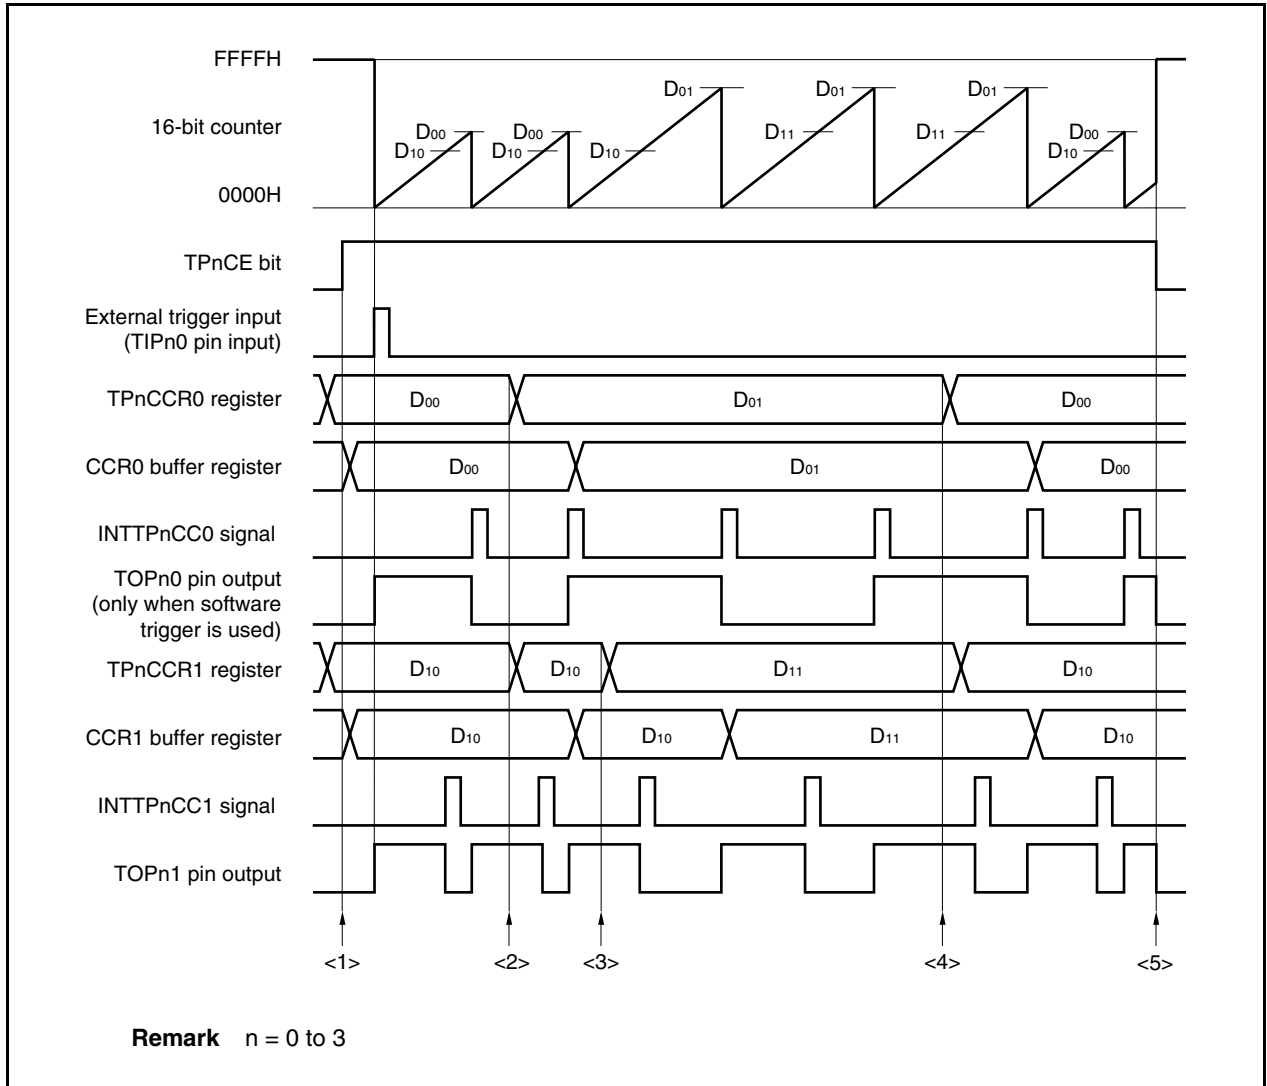 FFFFH
D01 D01 D01
16-bit counter
D00 D00 D11 D11 D00
D10 D10 D10 D10
0000H
TPnCE bit
External trigger input
(TIPn0 pin input)
TPnCCR0 register D00 D01 D00
CCR0 buffer register D00 D01 D00
INTTPnCC0 signal
TOPn0 pin output
(only when software
trigger is used)
TPnCCR1 register D10 D10 D11 D10
CCR1 buffer register D10 D10 D11 D10
INTTPnCC1 signal
TOPn1 pin output
<1> <2> <3> <4> <5>
Remark n = 0 to 3